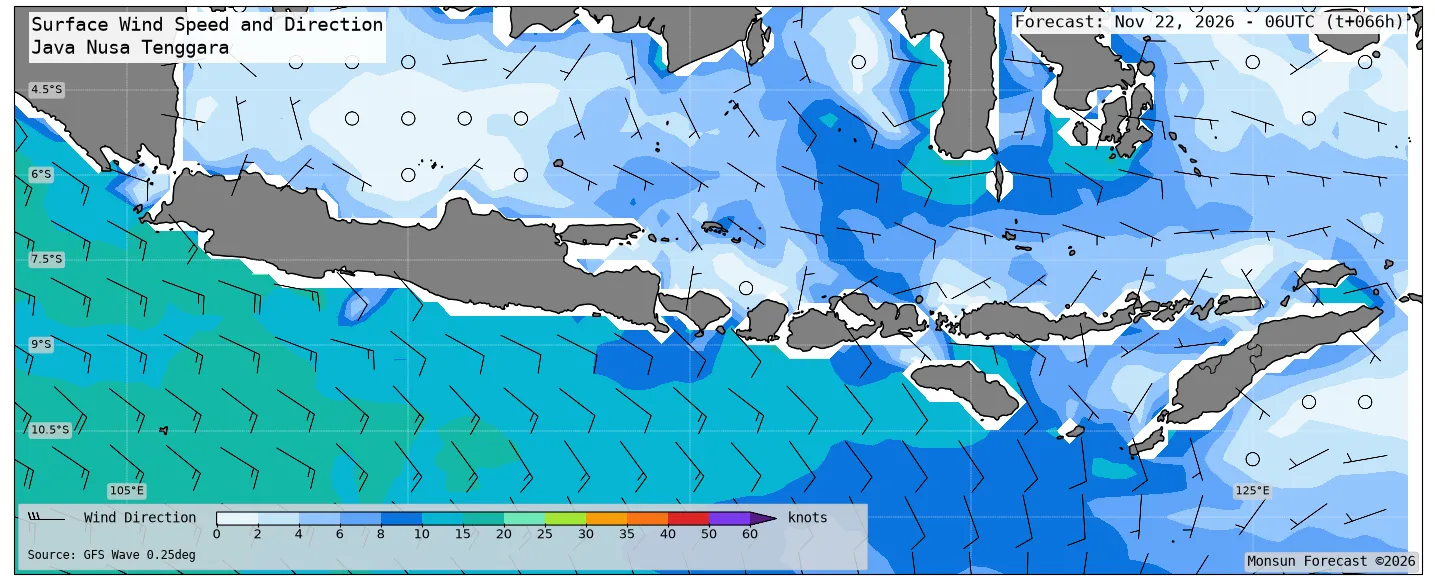 Surface Wind Speed and Direction
Java Nusa Tenggara
Forecast: Nov 22, 2026 - 06UTC (t+066h)
4.5°S
6°S
7.5°S
9°S
10.5°S
105°E
125°E
Wind Direction
0 2 4 6 8 10 15 20 25 30 35 40 50 60
knots
Source: GFS Wave 0.25deg
Monsun Forecast ©2026